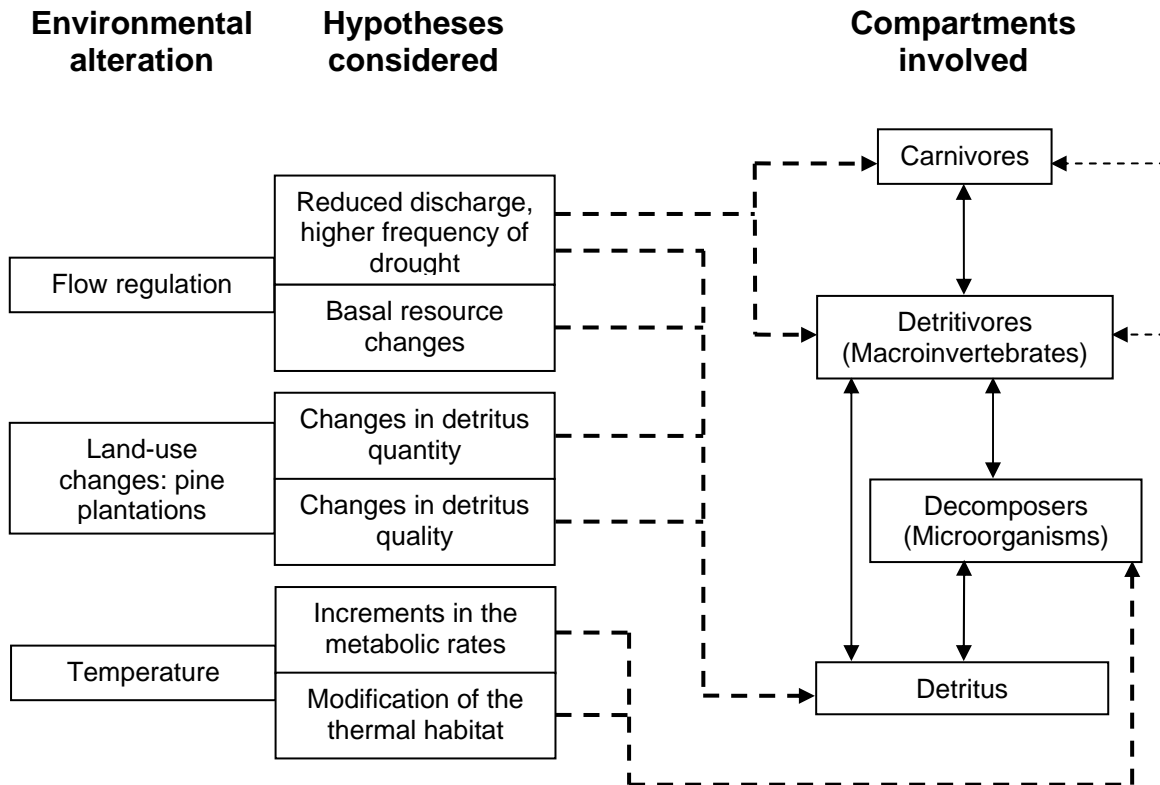 Environmental
alteration
Hypotheses
considered
Compartments
involved
Flow regulation
Reduced discharge,
higher frequency of
drought
Basal resource
changes
Land-use
changes: pine
plantations
Changes in detritus
quantity
Changes in detritus
quality
Temperature
Increments in the
metabolic rates
Modification of the
thermal habitat
Carnivores
Detritivores
(Macroinvertebrates)
Decomposers
(Microorganisms)
Detritus